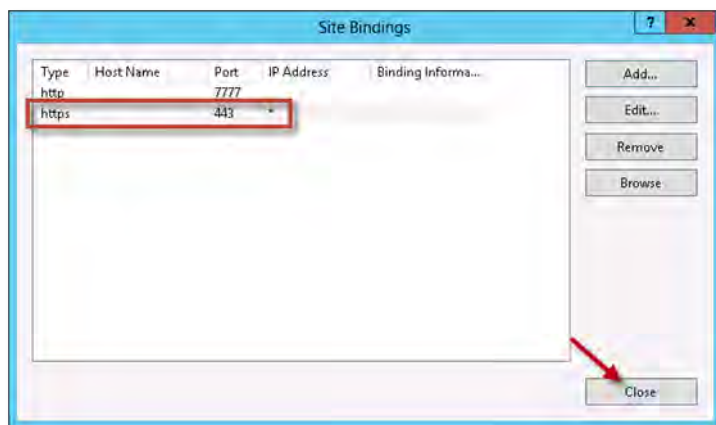 Site Bindings
? x
Type Host Name Port IP Address Binding Informa...
http 7777
https 443 *
Add...
Edit...
Remove
Browse
Close